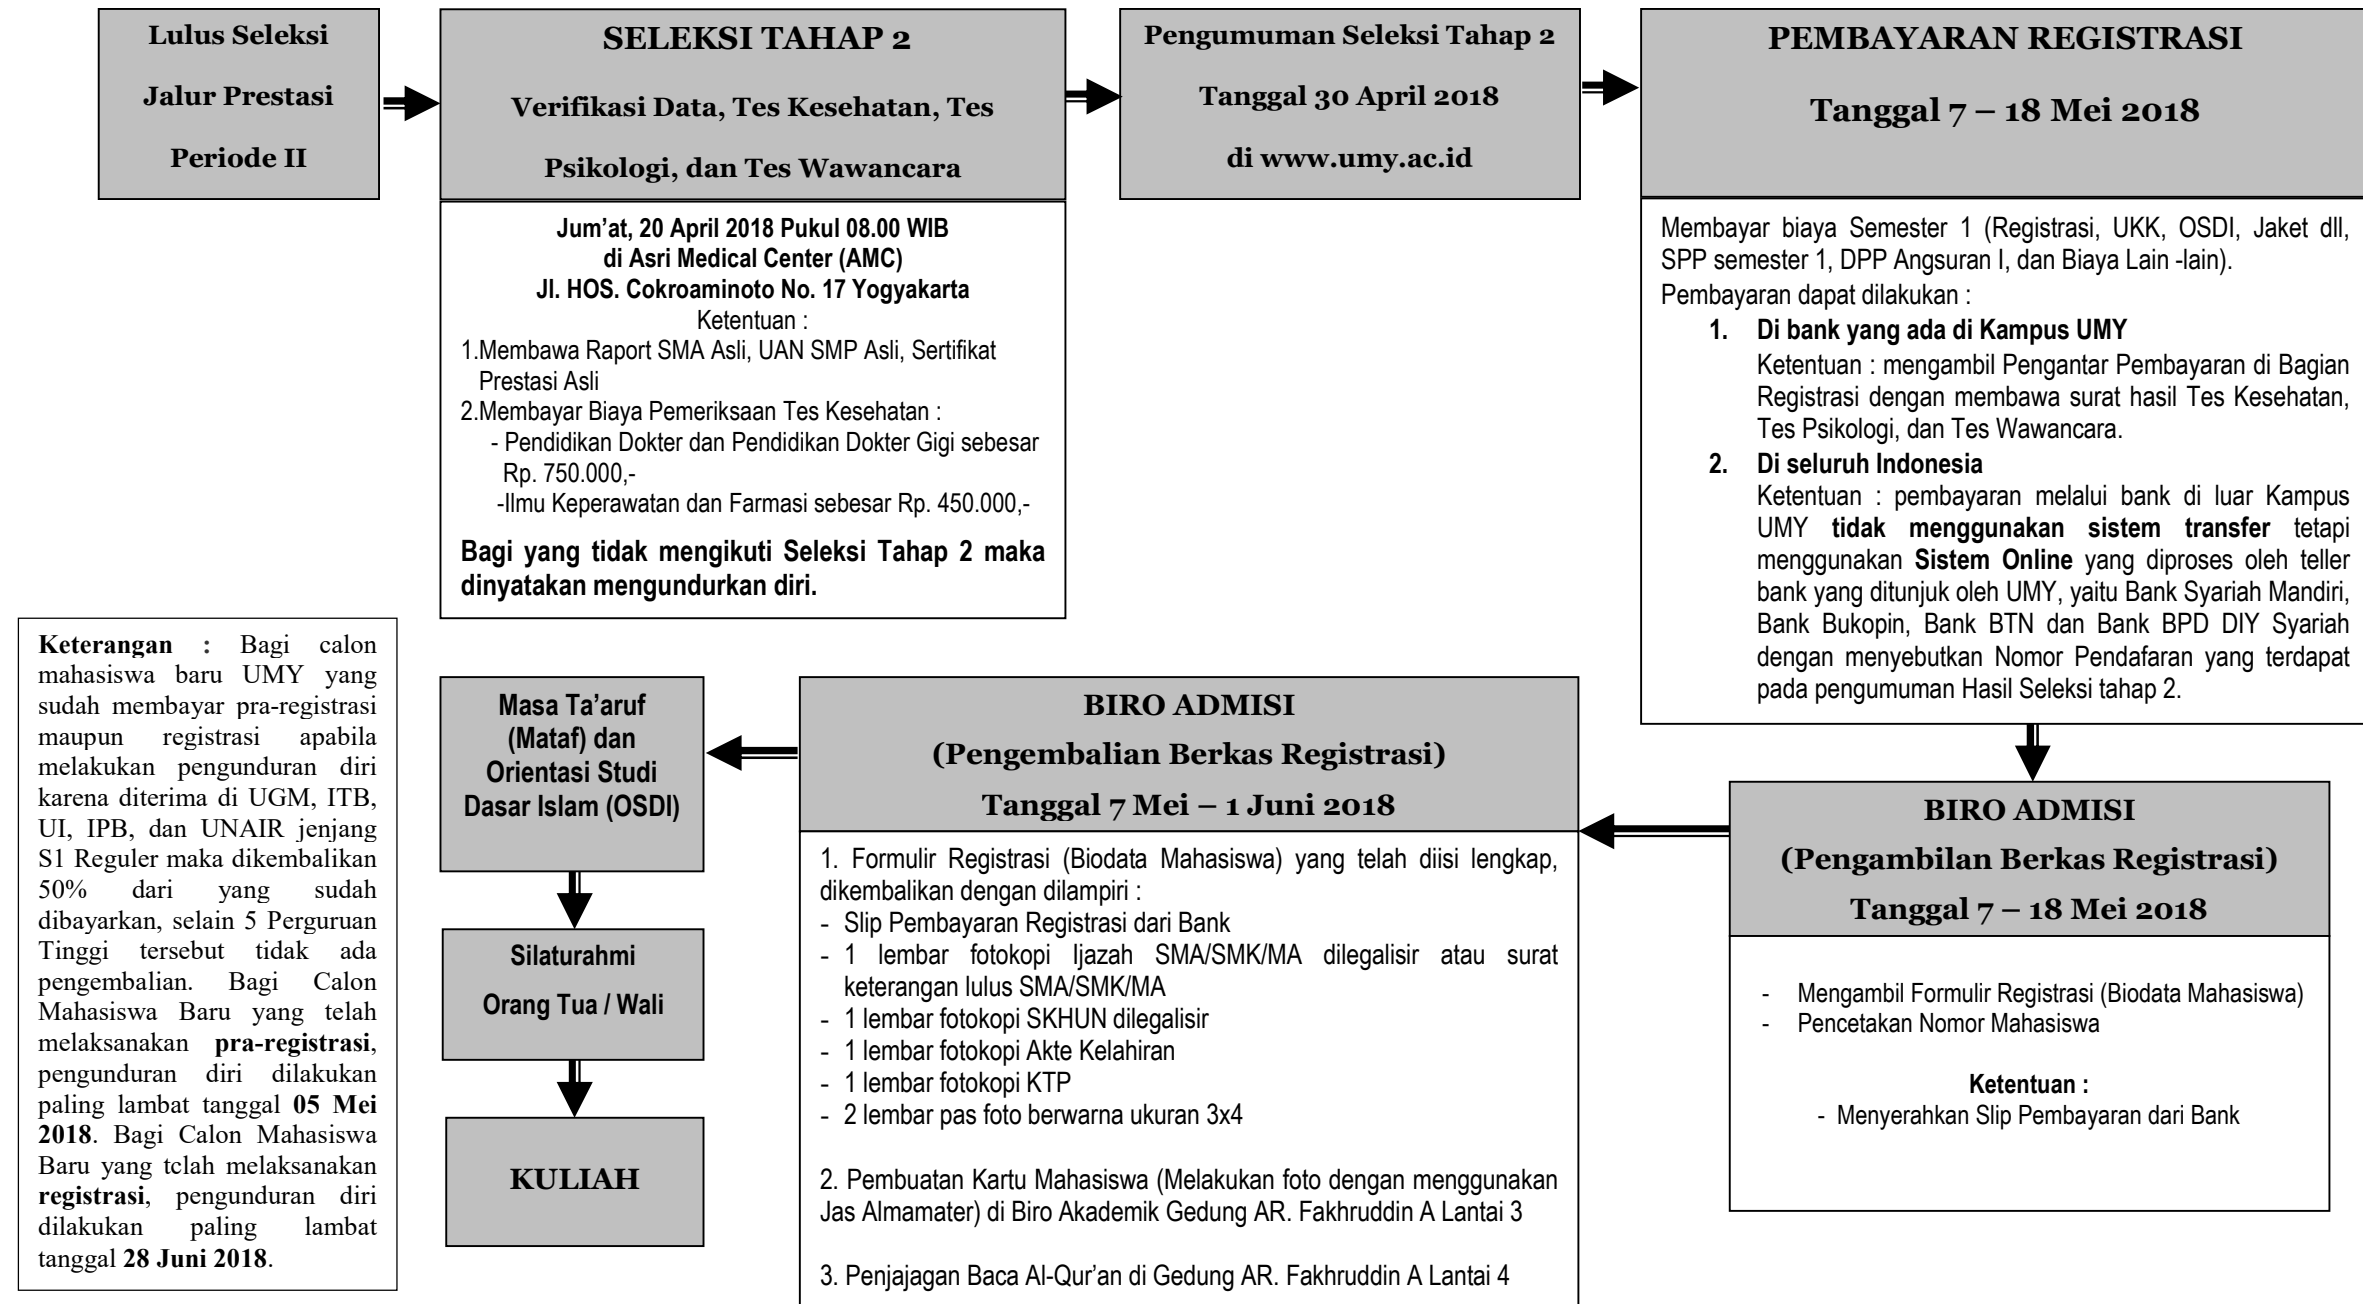 Lulus Seleksi
Jalur Prestasi
Periode II
SELEKSI TAHAP 2
Verifikasi Data, Tes Kesehatan, Tes
Psikologi, dan Tes Wawancara
Jum'at, 20 April 2018 Pukul 08.00 WIB
di Asri Medical Center (AMC)
Jl. HOS. Cokroaminoto No. 17 Yogyakarta
Ketentuan :
1.Membawa Raport SMA Asli, UAN SMP Asli, Sertifikat
Prestasi Asli
2.Membayar Biaya Pemeriksaan Tes Kesehatan :
- Pendidikan Dokter dan Pendidikan Dokter Gigi sebesar
Rp. 750.000,-
-Ilmu Keperawatan dan Farmasi sebesar Rp. 450.000,-
Bagi yang tidak mengikuti Seleksi Tahap 2 maka
dinyatakan mengundurkan diri.
Pengumuman Seleksi Tahap 2
Tanggal 30 April 2018
di www.umy.ac.id
PEMBAYARAN REGISTRASI
Tanggal 7 – 18 Mei 2018
Membayar biaya Semester 1 (Registrasi, UKK, OSDI, Jaket dll,
SPP semester 1, DPP Angsuran I, dan Biaya Lain -lain).
Pembayaran dapat dilakukan :
1. Di bank yang ada di Kampus UMY
Ketentuan : mengambil Pengantar Pembayaran di Bagian
Registrasi dengan membawa surat hasil Tes Kesehatan,
Tes Psikologi, dan Tes Wawancara.
2. Di seluruh Indonesia
Ketentuan : pembayaran melalui bank di luar Kampus
UMY tidak menggunakan sistem transfer tetapi
menggunakan Sistem Online yang diproses oleh teller
bank yang ditunjuk oleh UMY, yaitu Bank Syariah Mandiri,
Bank Bukopin, Bank BTN dan Bank BPD DIY Syariah
dengan menyebutkan Nomor Pendafaran yang terdapat
pada pengumuman Hasil Seleksi tahap 2.
BIRO ADMISI
(Pengambilan Berkas Registrasi)
Tanggal 7 – 18 Mei 2018
- Mengambil Formulir Registrasi (Biodata Mahasiswa)
- Pencetakan Nomor Mahasiswa
Ketentuan :
- Menyerahkan Slip Pembayaran dari Bank
BIRO ADMISI
(Pengembalian Berkas Registrasi)
Tanggal 7 Mei – 1 Juni 2018
1. Formulir Registrasi (Biodata Mahasiswa) yang telah diisi lengkap,
dikembalikan dengan dilampiri :
- Slip Pembayaran Registrasi dari Bank
- 1 lembar fotokopi Ijazah SMA/SMK/MA dilegalisir atau surat
keterangan lulus SMA/SMK/MA
- 1 lembar fotokopi SKHUN dilegalisir
- 1 lembar fotokopi Akte Kelahiran
- 1 lembar fotokopi KTP
- 2 lembar pas foto berwarna ukuran 3x4
2. Pembuatan Kartu Mahasiswa (Melakukan foto dengan menggunakan
Jas Almamater) di Biro Akademik Gedung AR. Fakhruddin A Lantai 3
3. Penjajagan Baca Al-Qur'an di Gedung AR. Fakhruddin A Lantai 4
Masa Ta'aruf
(Mataf) dan
Orientasi Studi
Dasar Islam (OSDI)
Silaturahmi
Orang Tua / Wali
KULIAH
Keterangan : Bagi calon
mahasiswa baru UMY yang
sudah membayar pra-registrasi
maupun registrasi apabila
melakukan pengunduran diri
karena diterima di UGM, ITB,
UI, IPB, dan UNAIR jenjang
S1 Reguler maka dikembalikan
50% dari yang sudah
dibayarkan, selain 5 Perguruan
Tinggi tersebut tidak ada
pengembalian. Bagi Calon
Mahasiswa Baru yang telah
melaksanakan pra-registrasi,
pengunduran diri dilakukan
paling lambat tanggal 05 Mei
2018. Bagi Calon Mahasiswa
Baru yang telah melaksanakan
registrasi, pengunduran diri
dilakukan paling lambat
tanggal 28 Juni 2018.